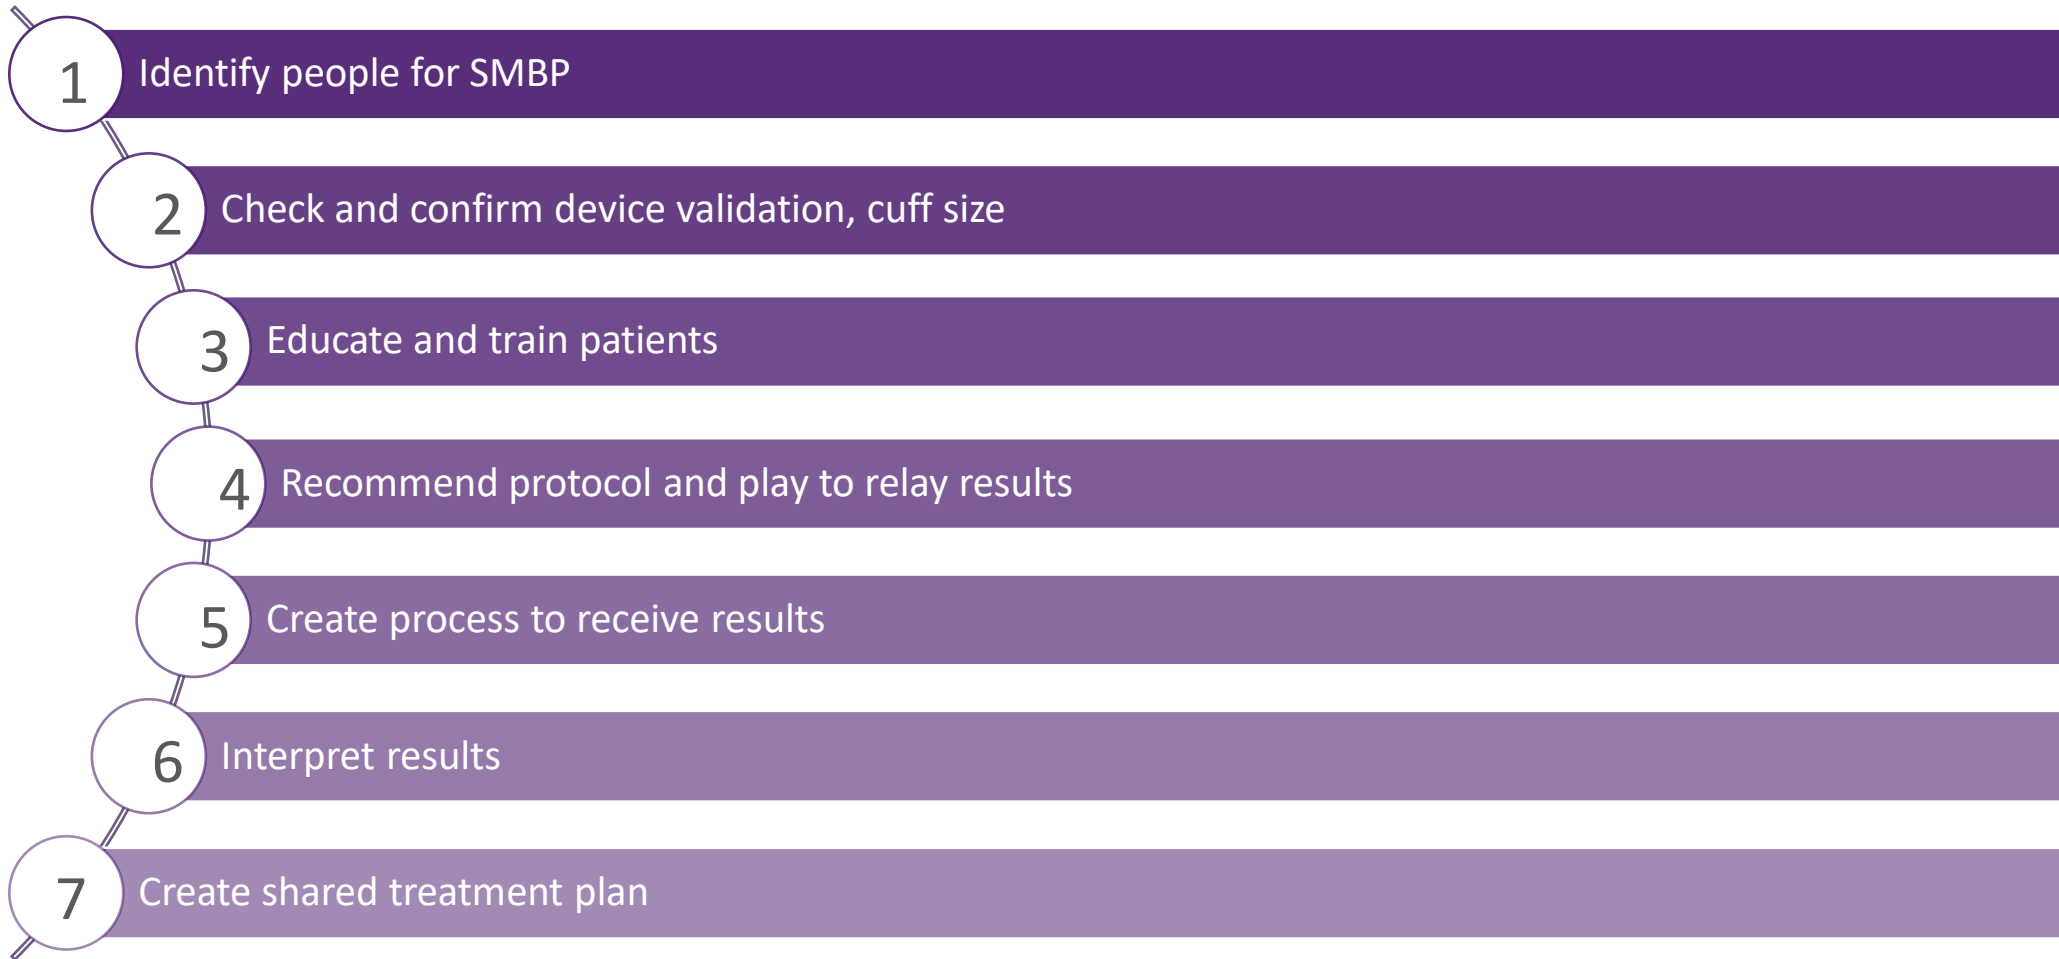 1 Identify people for SMBP
2 Check and confirm device validation, cuff size
3 Educate and train patients
4 Recommend protocol and play to relay results
5 Create process to receive results
6 Interpret results
7 Create shared treatment plan